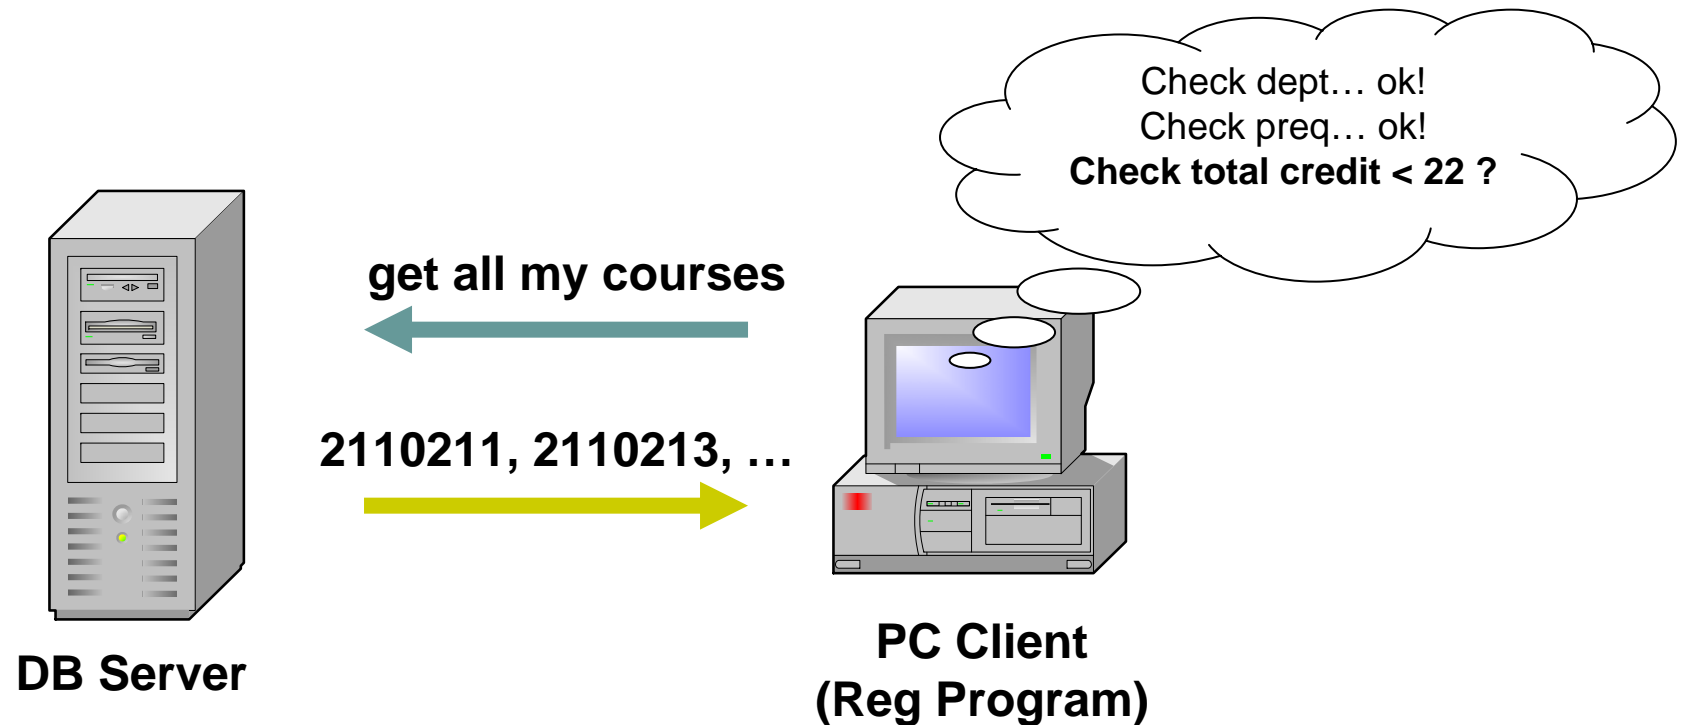 Check dept… ok!
Check preq… ok!
Check total credit < 22 ?
get all my courses
2110211, 2110213, …
DB Server
PC Client
(Reg Program)